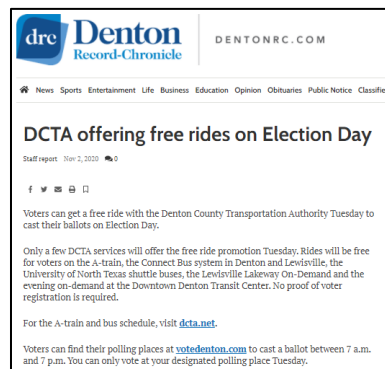 drc Denton
Record-Chronicle
DENTONRC.COM
News Sports Entertainment Life Business Education Opinion Obituaries Public Notice Classifie
DCTA offering free rides on Election Day
Staff report Nov 2, 2020 0
Voters can get a free ride with the Denton County Transportation Authority Tuesday to
cast their ballots on Election Day.
Only a few DCTA services will offer the free ride promotion Tuesday. Rides will be free
for voters on the A-train, the Connect Bus system in Denton and Lewisville, the
University of North Texas shuttle buses, the Lewisville Lakeway On-Demand and the
evening on-demand at the Downtown Denton Transit Center. No proof of voter
registration is required.
For the A-train and bus schedule, visit dcta.net.
Voters can find their polling places at votedenton.com to cast a ballot between 7 a.m.
and 7 p.m. You can only vote at your designated polling place Tuesday.